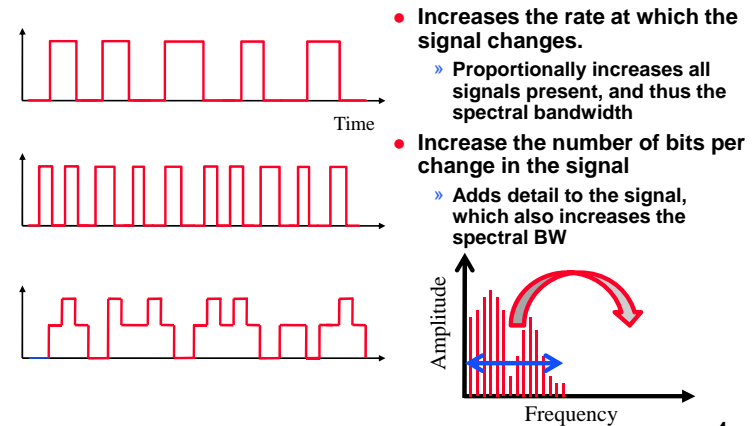 Time
● Increases the rate at which the
signal changes.
» Proportionally increases all
signals present, and thus the
spectral bandwidth
● Increase the number of bits per
change in the signal
» Adds detail to the signal,
which also increases the
spectral BW
Amplitude
Frequency